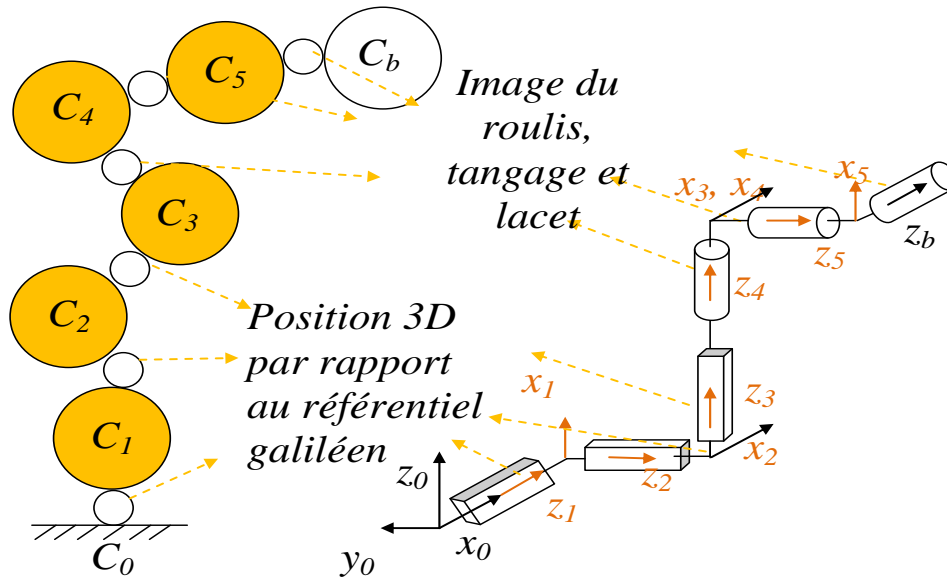 C4
C5
Cb
C3
C2
C1
C0
Image du
roulis,
tangage et
lacet
Position 3D
par rapport
au référentiel
galiléen
x3, x4
x5
z5
zb
z4
z3
x1
x2
z2
z0
z1
y0
x0